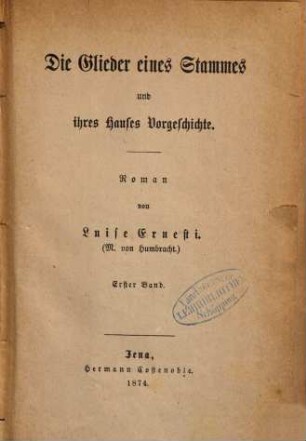 Die Glieder eines Stammes
und
ihres Hauses Vorgeschichte.
Roman
von
Luise Ernesti.
(M. von Humbracht.)
Erster Band.
Jena,
Hermann Costenoble.
1874.